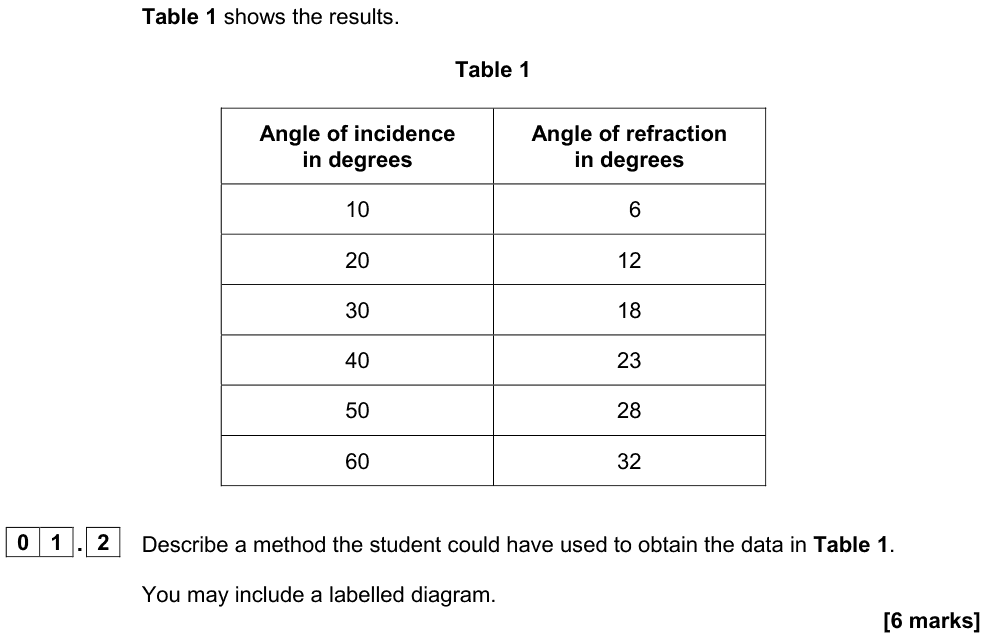 Table 1 shows the results.
Table 1
Angle of incidence
in degrees
Angle of refraction
in degrees
10 6
20 12
30 18
40 23
50 28
60 32
0 1 . 2 Describe a method the student could have used to obtain the data in Table 1.
You may include a labelled diagram.
[6 marks]